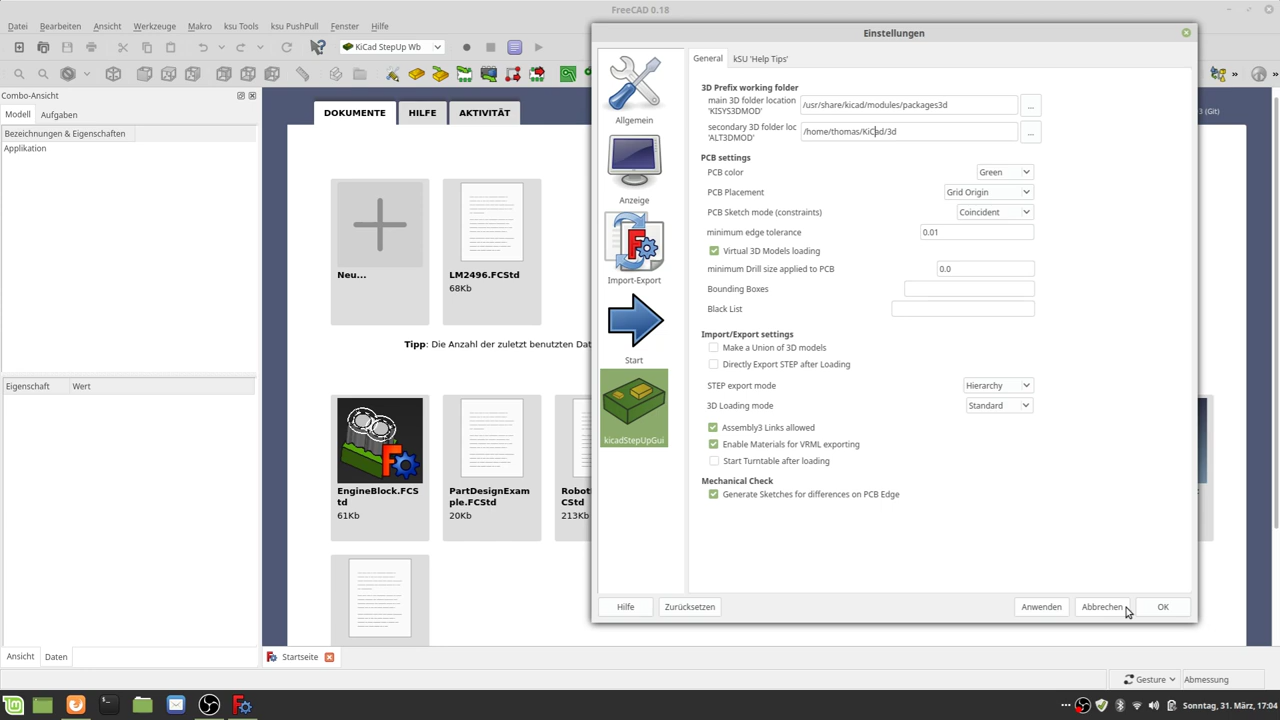 FreeCAD 0.18
Datei Bearbeiten Ansicht Werkzeuge Makro ksu Tools ksu PushPull Fenster Hilfe
KiCad StepUp Wb
Combo-Ansicht
Modell Aufgaben
Bezeichnungen & Eigenschaften
Applikation
Eigenschaft Wert
Ansicht Daten
DOKUMENTE HILFE AKTIVITÄT
(Git)
Neu...
LM2496.FCStd
68Kb
Tipp: Die Anzahl der zuletzt benutzten Dat
EngineBlock.FCS
td
61Kb
PartDesignExam
ple.FCStd
20Kb
Robot
CStd
213Kb
Startseite
Einstellungen
Allgemein
Anzeige
Import-Export
Start
kicadStepUpGui
General kSU 'Help Tips'
3D Prefix working folder
main 3D folder location
'KISYS3DMOD'
/usr/share/kicad/modules/packages3d
...
secondary 3D folder loc
'ALT3DMOD'
/home/thomas/KiCad/3d
...
PCB settings
PCB color Green
PCB Placement Grid Origin
PCB Sketch mode (constraints) Coincident
minimum edge tolerance 0.01
Virtual 3D Models loading
minimum Drill size applied to PCB 0.0
Bounding Boxes
Black List
Import/Export settings
Make a Union of 3D models
Directly Export STEP after Loading
STEP export mode Hierarchy
3D Loading mode Standard
Assembly3 Links allowed
Enable Materials for VRML exporting
Start Turntable after loading
Mechanical Check
Generate Sketches for differences on PCB Edge
Hilfe Zurücksetzen Anwenden Abbrechen OK
Gesture Abmessung
Sonntag, 31. März, 17:04